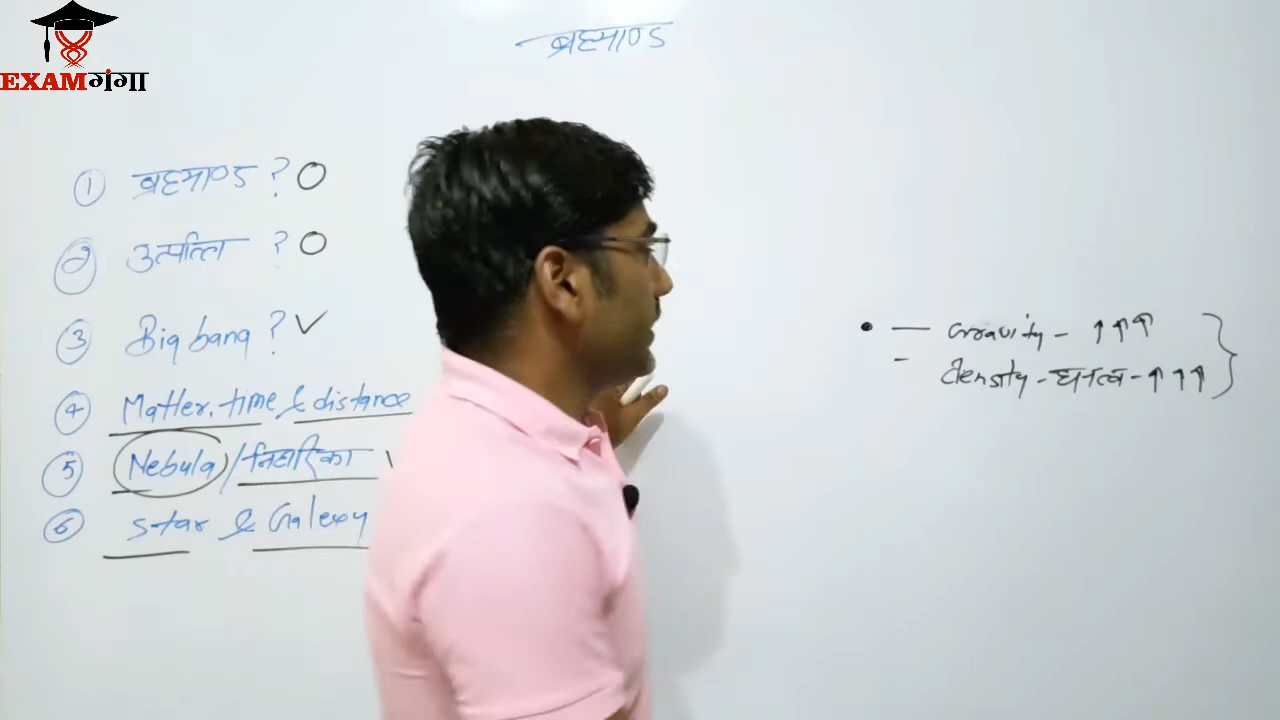 EXAMगंगा
ब्रह्माण्ड
① ब्रह्माण्ड ?
② उत्पत्ति ?
③ Big bang ? ✓
④ Matter, time & distance
⑤ Nebula / निहारिका
⑥ Star & Galexy
• — Gravity - ↑↑↑
- density - घनत्व - ↑↑↑